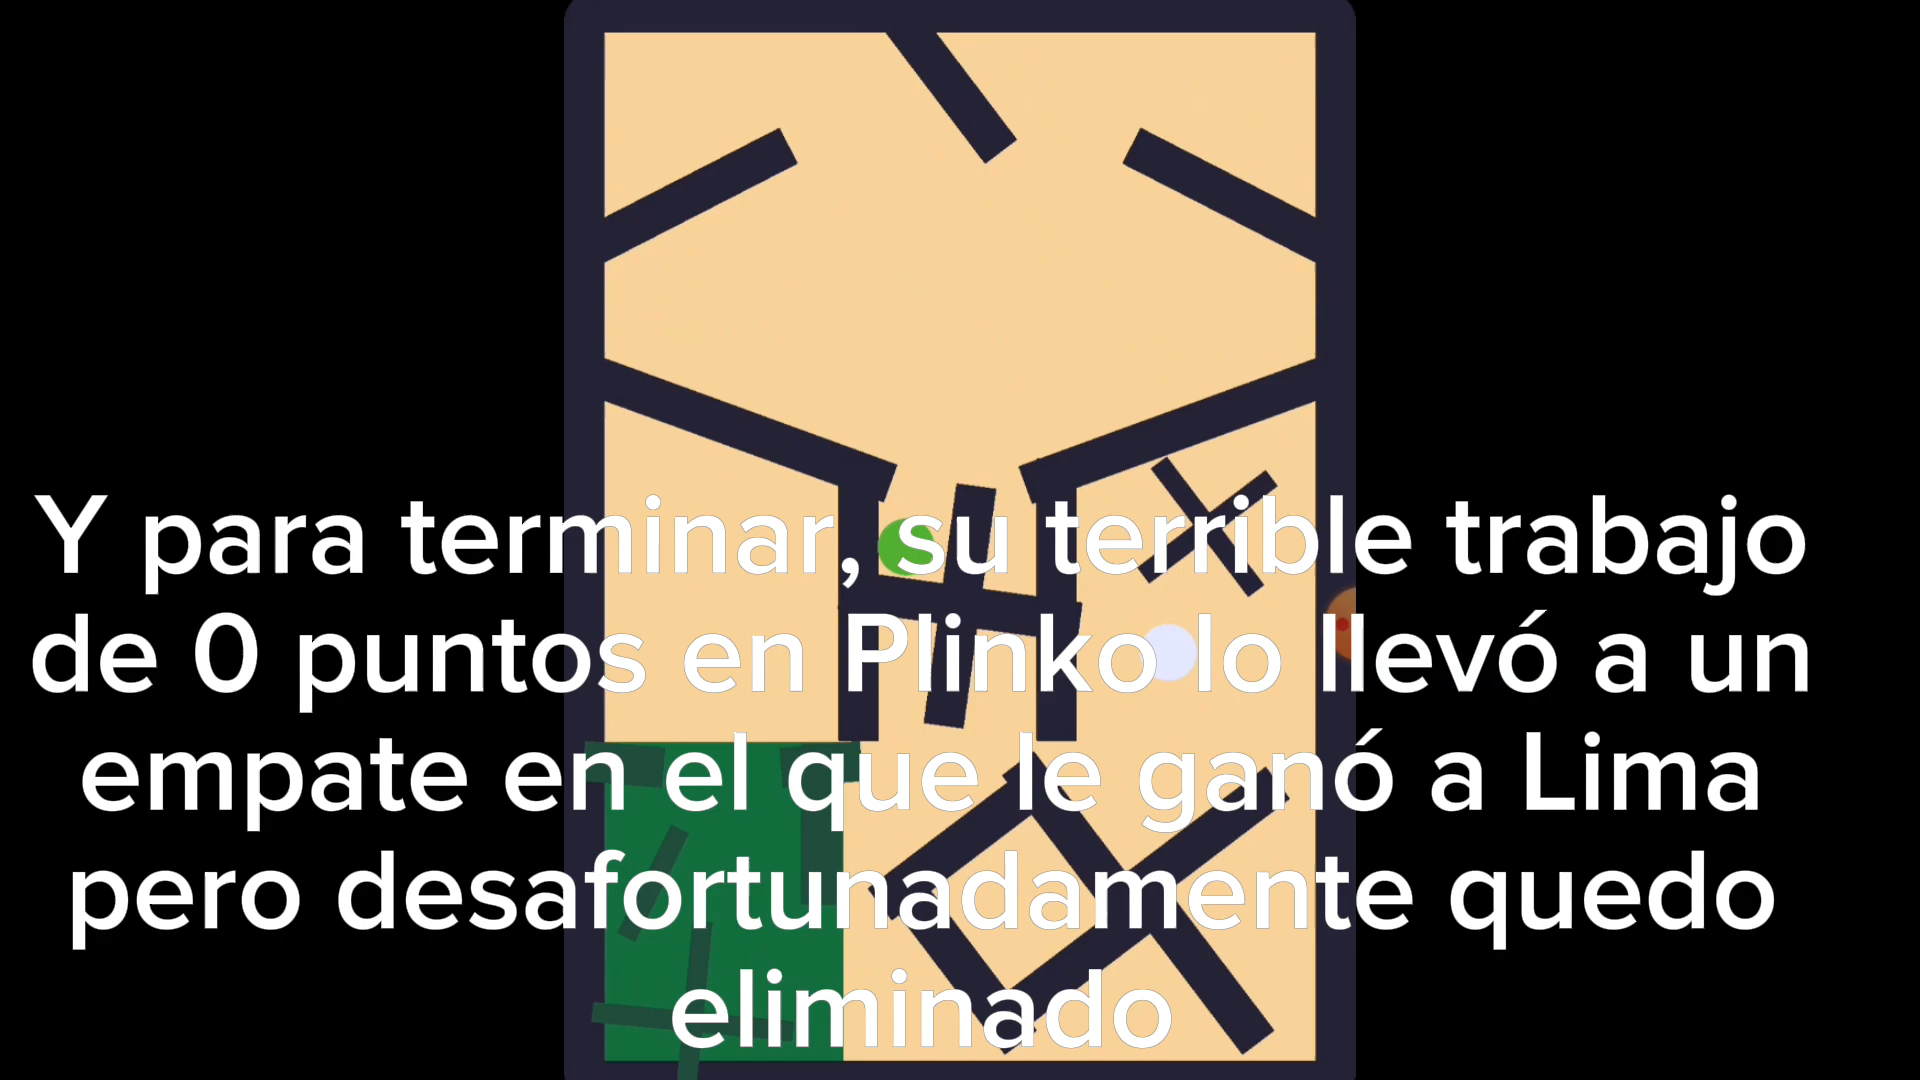 Y para terminar, su terrible trabajo
de 0 puntos en Plinko lo llevó a un
empate en el que le ganó a Lima
pero desafortunadamente quedo
eliminado